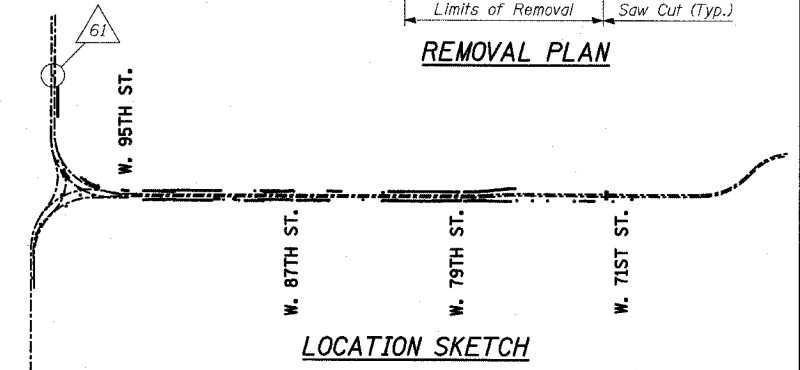 Limits of Removal
Saw Cut (Typ.)
REMOVAL PLAN
61
W. 95TH ST.
W. 87TH ST.
W. 79TH ST.
W. 71ST ST.
LOCATION SKETCH